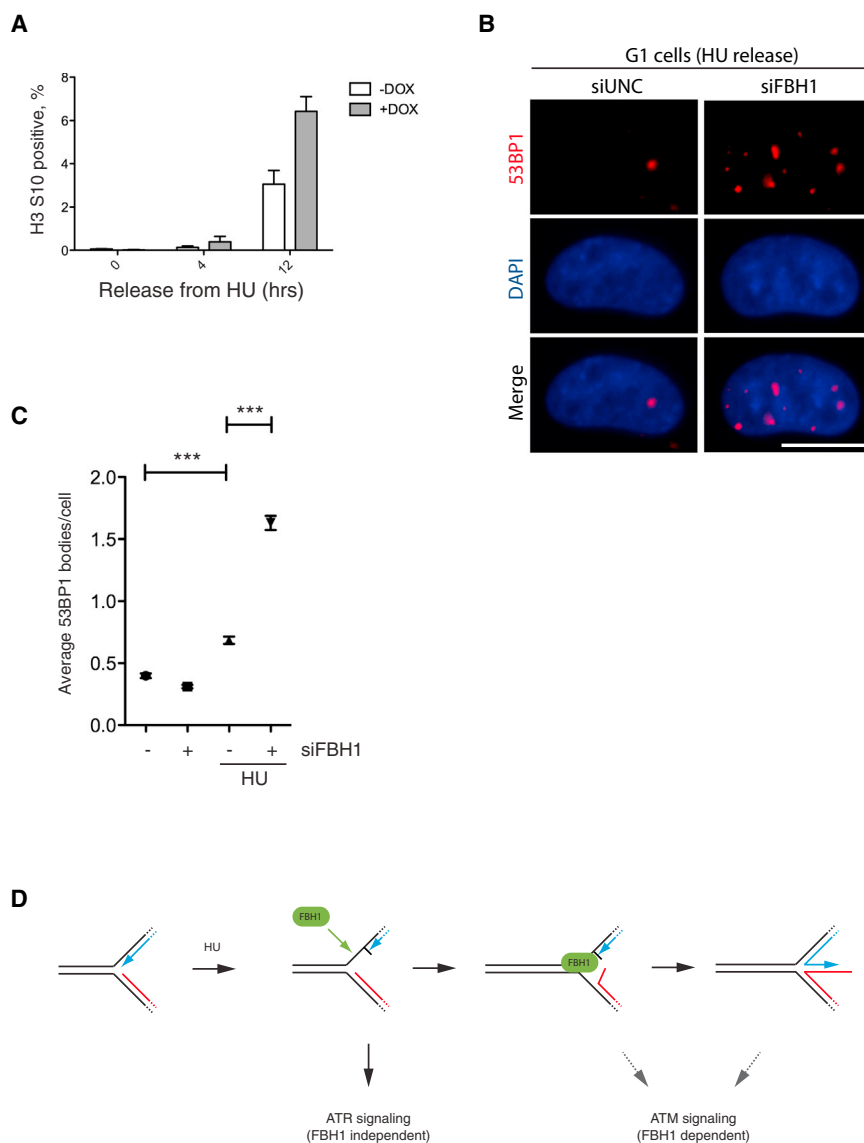 A
H3 S10 positive, %
8
6
4
2
0
-DOX
+DOX
0 4 12
Release from HU (hrs)
B
G1 cells (HU release)
siUNC siFBH1
53BP1
DAPI
Merge
C
***
***
Average 53BP1 bodies/cell
2.0
1.5
1.0
0.5
0.0
- + - + siFBH1
HU
D
HU
FBH1
FBH1
ATR signaling
(FBH1 independent)
ATM signaling
(FBH1 dependent)